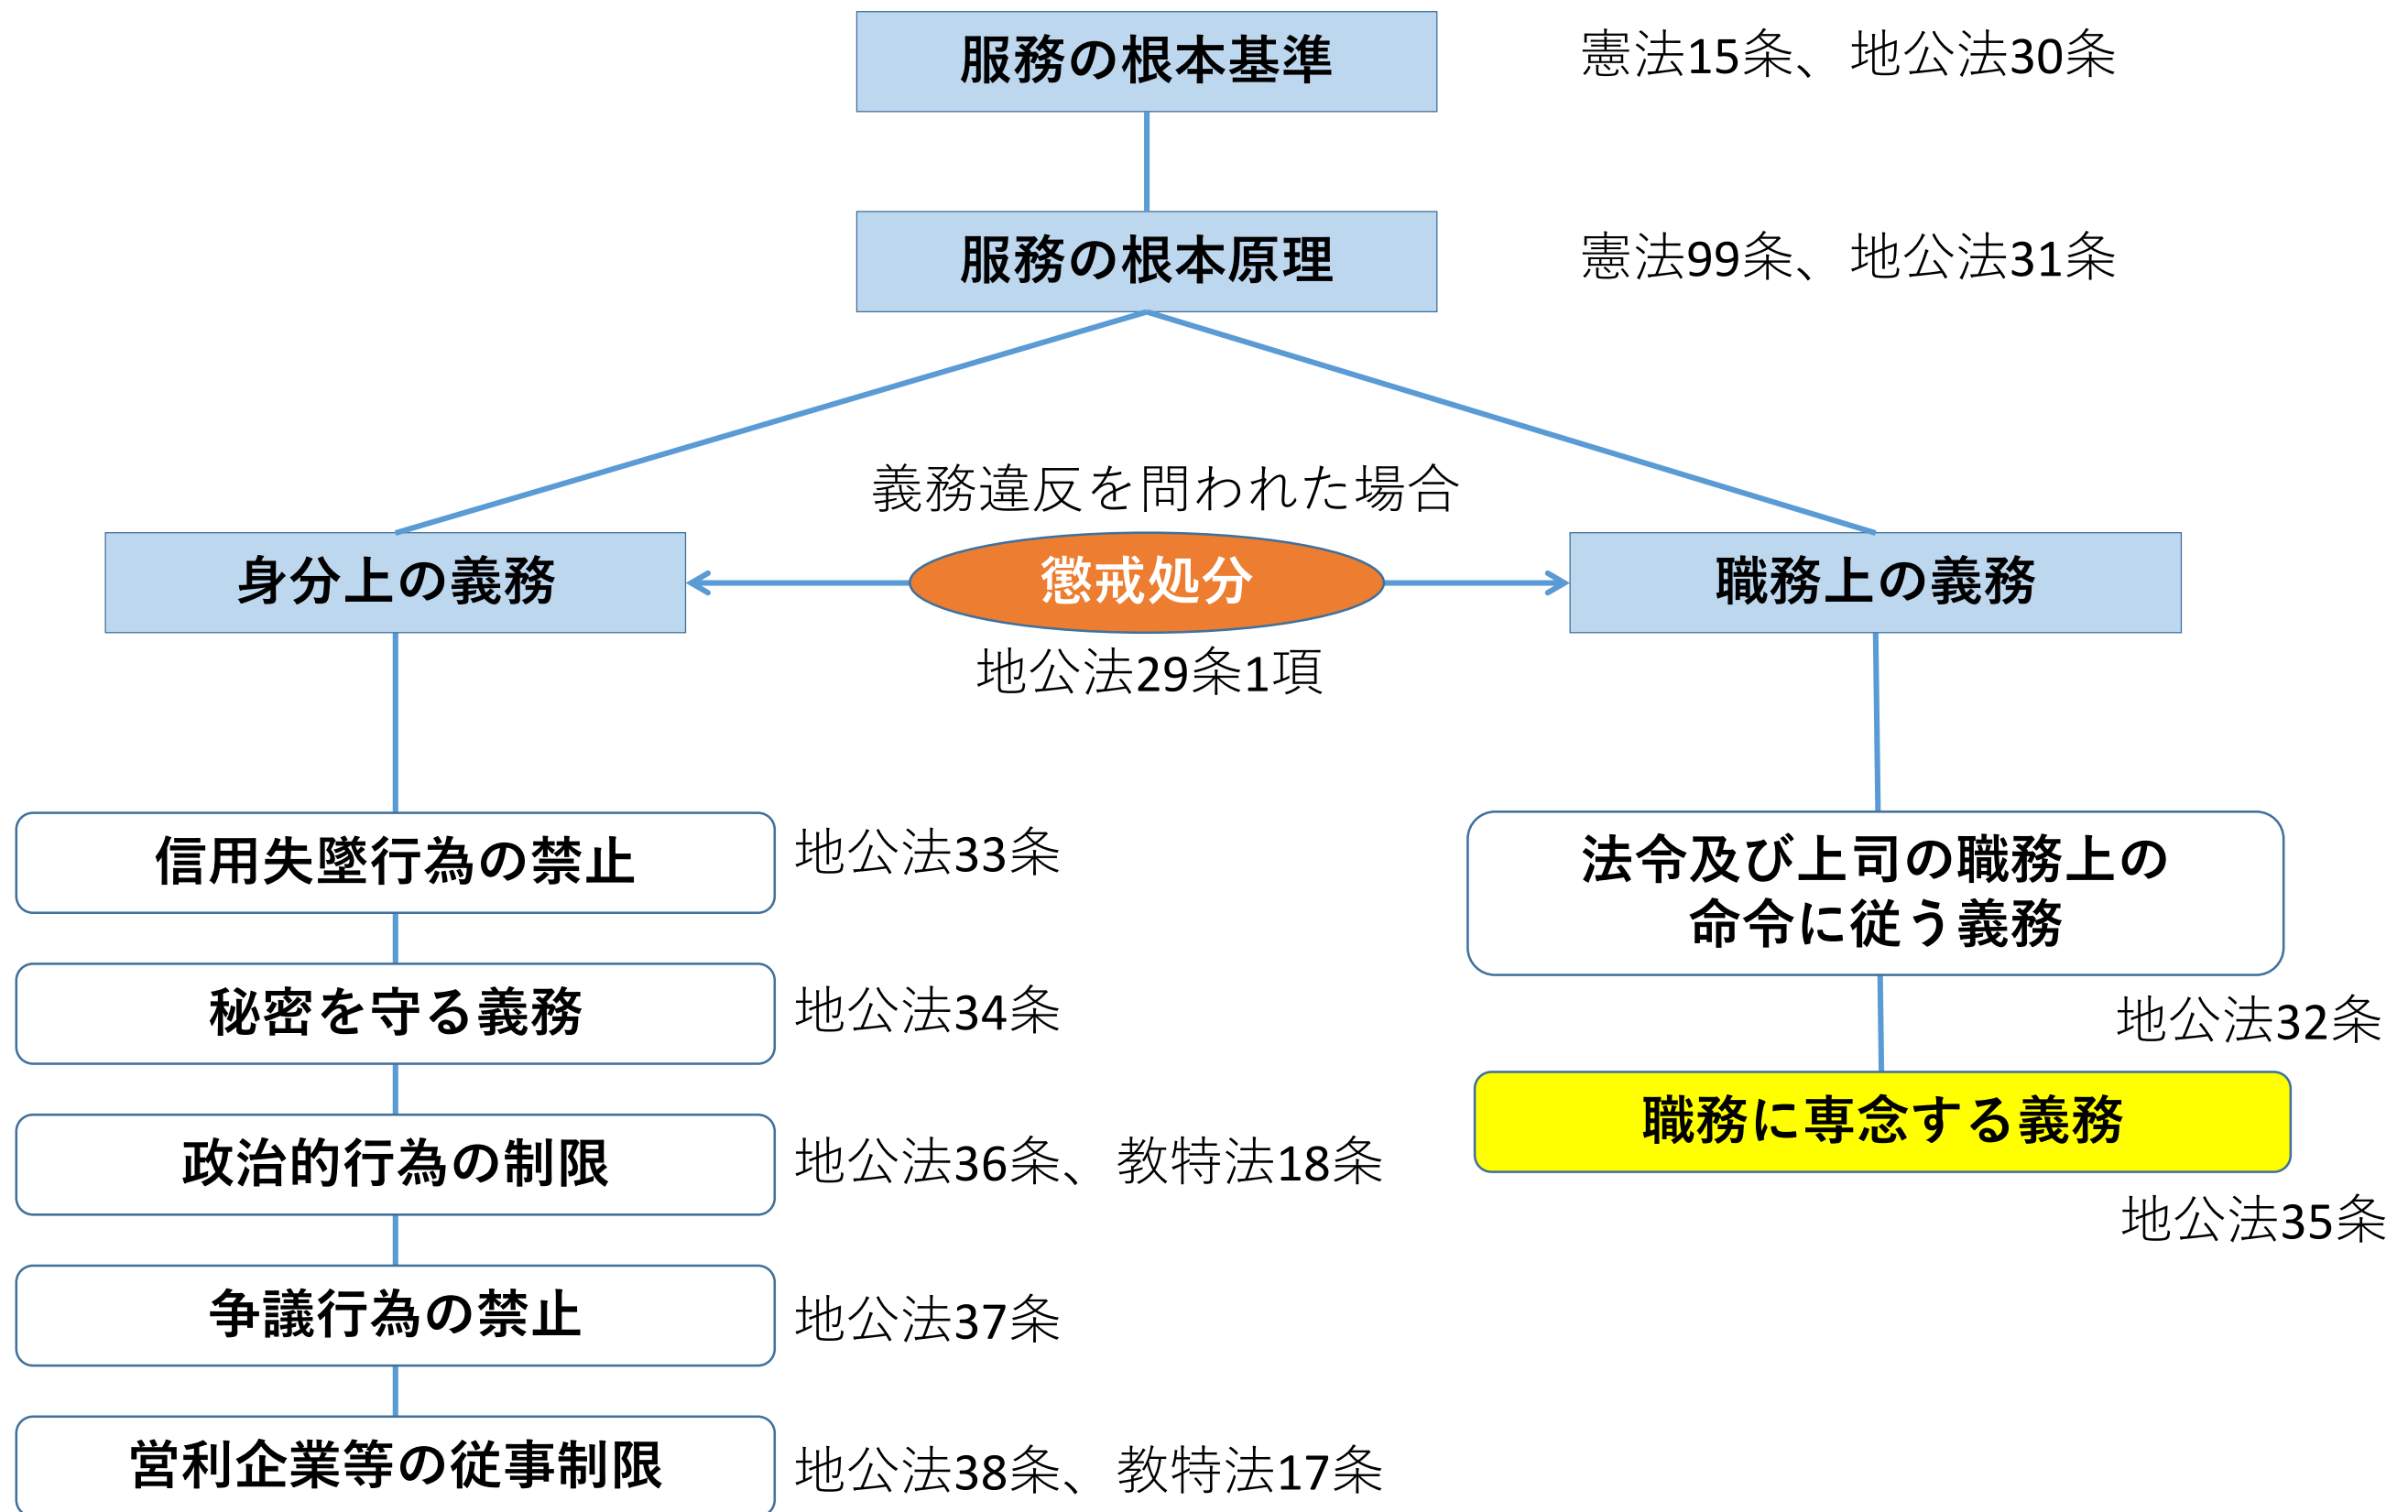 服務の根本基準
憲法15条、地公法30条
服務の根本原理
憲法99条、地公法31条
義務違反を問われた場合
身分上の義務
懲戒処分
職務上の義務
地公法29条1項
信用失墜行為の禁止
地公法33条
法令及び上司の職務上の
命令に従う義務
秘密を守る義務
地公法34条
地公法32条
政治的行為の制限
地公法36条、教特法18条
職務に専念する義務
地公法35条
争議行為の禁止
地公法37条
営利企業等の従事制限
地公法38条、教特法17条